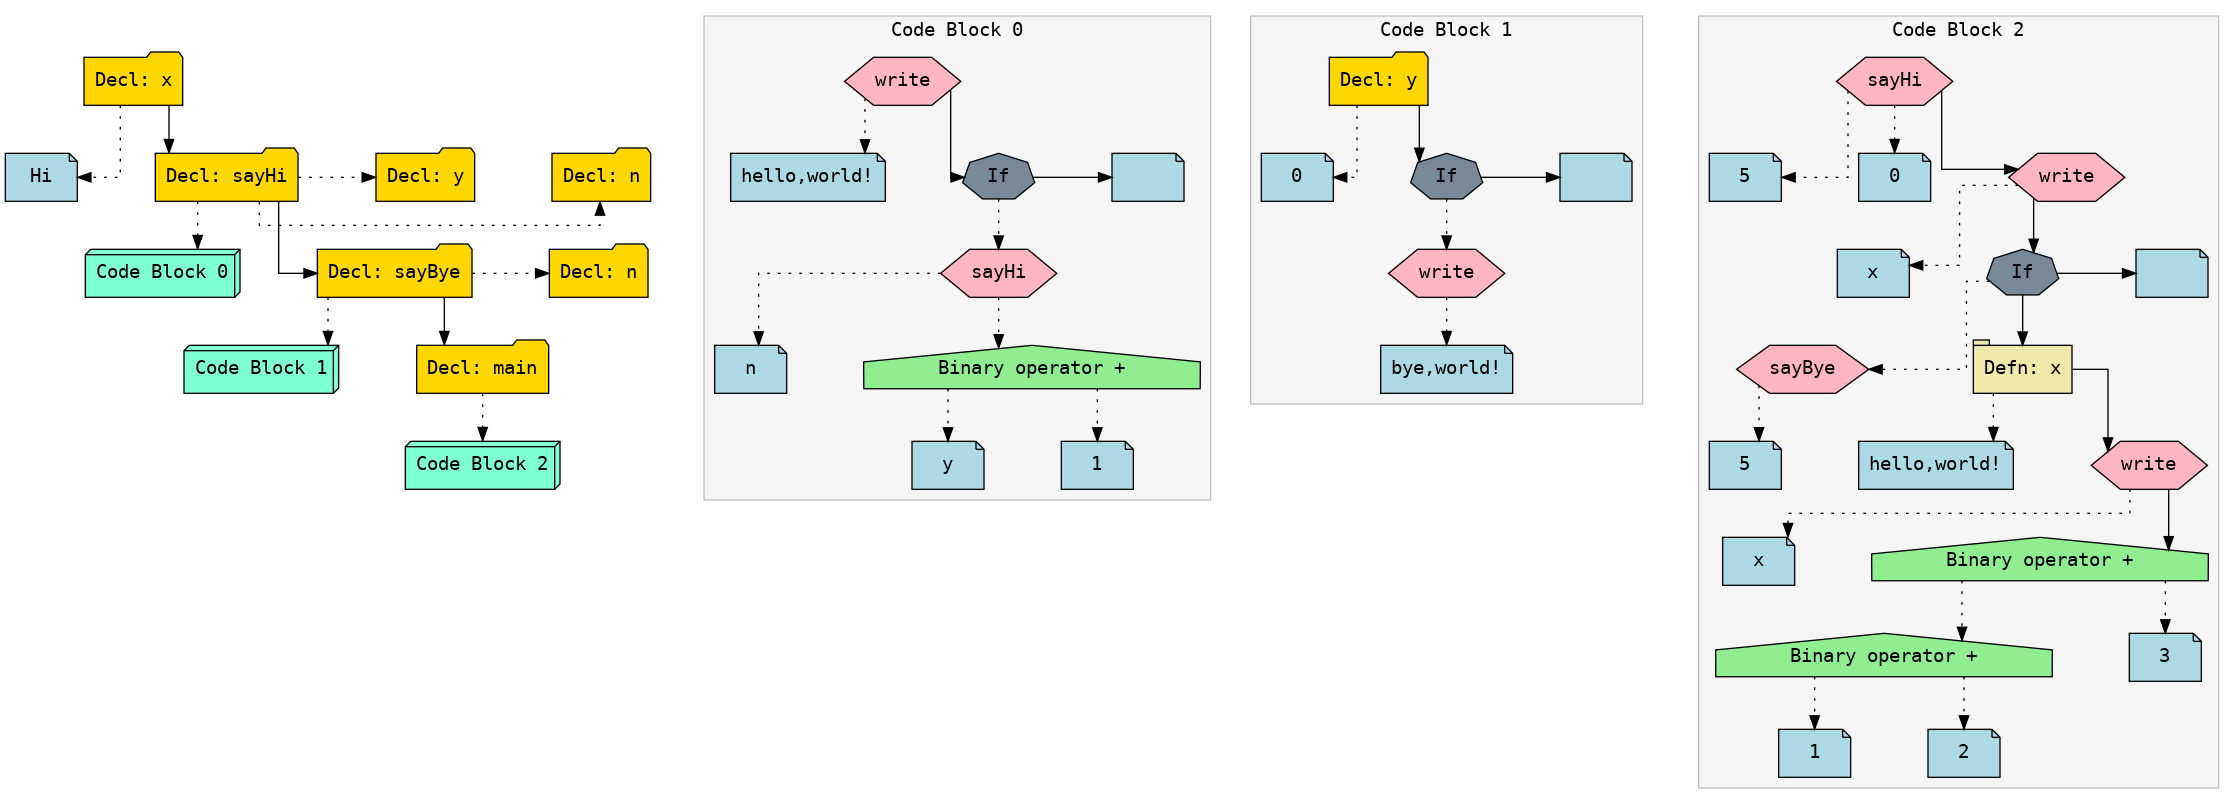 Decl: x
Hi
Decl: sayHi
Decl: y
Decl: n
Code Block 0
Decl: sayBye
Decl: n
Code Block 1
Decl: main
Code Block 2
Code Block 0
write
hello,world!
If
sayHi
n
Binary operator +
y
1
Code Block 1
Decl: y
0
If
write
bye,world!
Code Block 2
sayHi
5
0
write
x
If
sayBye
Defn: x
5
hello,world!
write
x
Binary operator +
Binary operator +
3
1
2